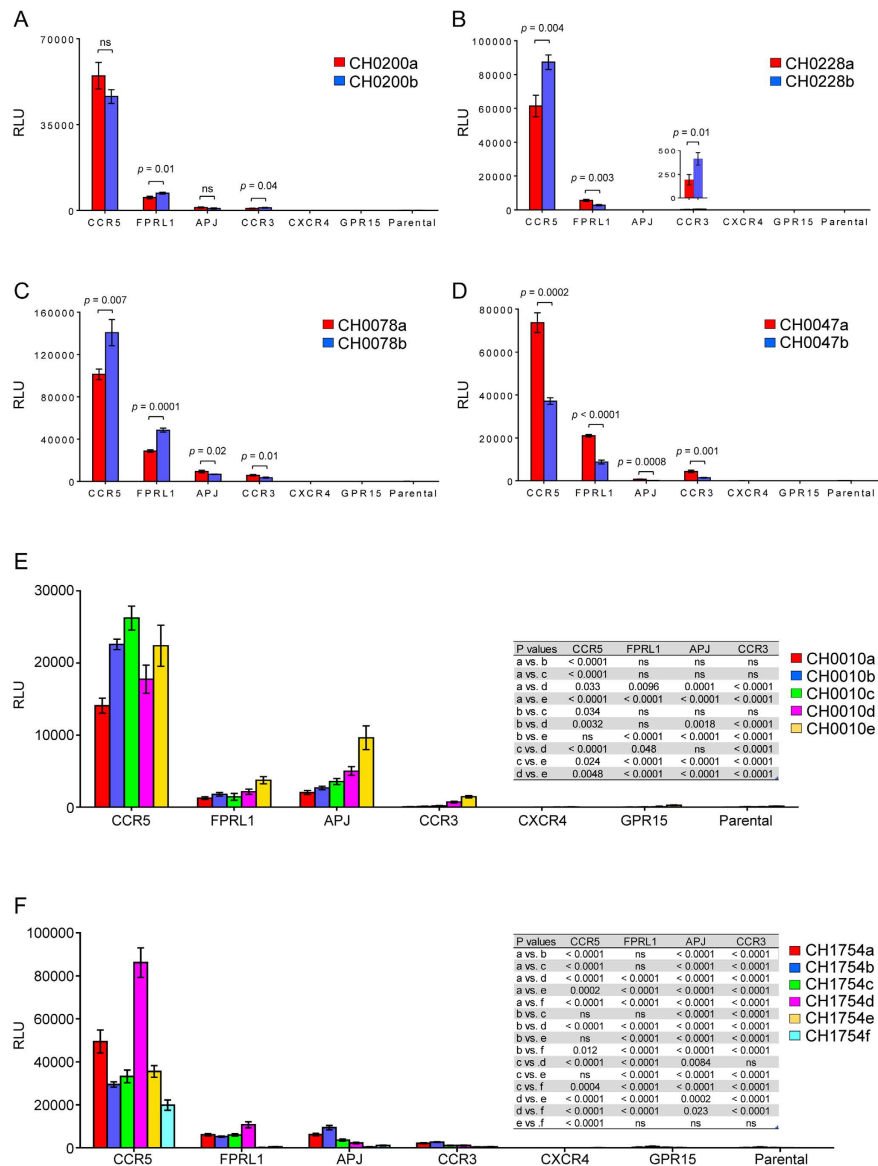 A
70000
35000
0
RLU
ns
p = 0.01
ns
p = 0.04
CH0200a
CH0200b
CCR5 FPRL1 APJ CCR3 CXCR4 GPR15 Parental
B
100000
80000
60000
40000
20000
0
RLU
p = 0.004
p = 0.003
p = 0.01
500
250
0
CH0228a
CH0228b
CCR5 FPRL1 APJ CCR3 CXCR4 GPR15 Parental
C
160000
120000
80000
40000
0
RLU
p = 0.007
p = 0.0001
p = 0.02
p = 0.01
CH0078a
CH0078b
CCR5 FPRL1 APJ CCR3 CXCR4 GPR15 Parental
D
80000
60000
40000
20000
0
RLU
p = 0.0002
p < 0.0001
p = 0.0008
p = 0.001
CH0047a
CH0047b
CCR5 FPRL1 APJ CCR3 CXCR4 GPR15 Parental
E
30000
20000
10000
0
RLU
P values CCR5 FPRL1 APJ CCR3
a vs. b < 0.0001 ns ns ns
a vs. c < 0.0001 ns ns ns
a vs. d 0.033 0.0096 0.0001 < 0.0001
a vs. e < 0.0001 < 0.0001 < 0.0001 < 0.0001
b vs. c 0.034 ns ns ns
b vs. d 0.0032 ns 0.0018 < 0.0001
b vs. e ns < 0.0001 < 0.0001 < 0.0001
c vs. d < 0.0001 0.048 ns < 0.0001
c vs. e 0.024 < 0.0001 < 0.0001 < 0.0001
d vs. e 0.0048 < 0.0001 < 0.0001 < 0.0001
CH0010a
CH0010b
CH0010c
CH0010d
CH0010e
CCR5 FPRL1 APJ CCR3 CXCR4 GPR15 Parental
F
100000
80000
60000
40000
20000
0
RLU
P values CCR5 FPRL1 APJ CCR3
a vs. b < 0.0001 ns < 0.0001 < 0.0001
a vs. c < 0.0001 ns < 0.0001 < 0.0001
a vs. d < 0.0001 < 0.0001 < 0.0001 < 0.0001
a vs. e 0.0002 < 0.0001 < 0.0001 < 0.0001
a vs. f < 0.0001 < 0.0001 < 0.0001 < 0.0001
b vs. c ns ns < 0.0001 < 0.0001
b vs. d < 0.0001 < 0.0001 < 0.0001 < 0.0001
b vs. e ns < 0.0001 < 0.0001 < 0.0001
b vs. f 0.012 < 0.0001 < 0.0001 < 0.0001
c vs .d < 0.0001 < 0.0001 0.0084 ns
c vs. e ns < 0.0001 < 0.0001 < 0.0001
c vs. f 0.0004 < 0.0001 < 0.0001 < 0.0001
d vs. e < 0.0001 < 0.0001 0.0002 < 0.0001
d vs. f < 0.0001 < 0.0001 0.023 < 0.0001
e vs .f < 0.0001 ns ns ns
CH1754a
CH1754b
CH1754c
CH1754d
CH1754e
CH1754f
CCR5 FPRL1 APJ CCR3 CXCR4 GPR15 Parental